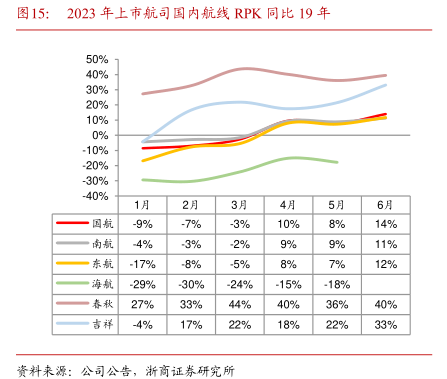 图15： 2023 年上市航司国内航线 RPK 同比 19 年
50%
40%
30%
20%
10%
0%
-10%
-20%
-30%
-40%
1月 2月 3月 4月 5月 6月
国航 -9% -7% -3% 10% 8% 14%
南航 -4% -3% -2% 9% 9% 11%
东航 -17% -8% -5% 8% 7% 12%
海航 -29% -30% -24% -15% -18%
春秋 27% 33% 44% 40% 36% 40%
吉祥 -4% 17% 22% 18% 22% 33%
资料来源：公司公告，浙商证券研究所